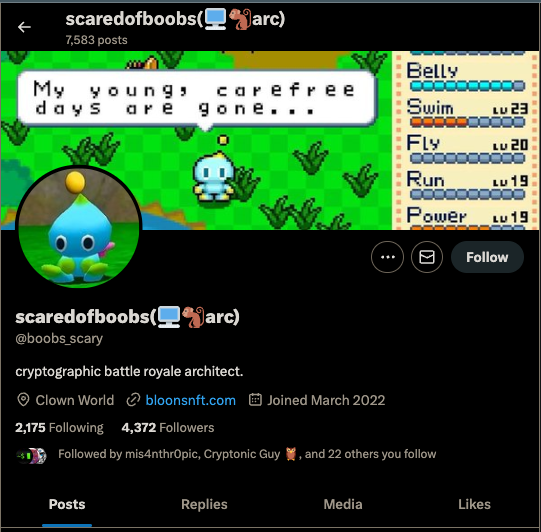 scaredofboobs(🖥️🐒arc)
7,583 posts
My young, carefree
days are gone...
Belly
Swim LV 23
Fly LV 20
Run LV 19
Power LV 19
Follow
scaredofboobs(🖥️🐒arc)
@boobs_scary
cryptographic battle royale architect.
Clown World bloonsnft.com Joined March 2022
2,175 Following 4,372 Followers
Followed by mis4nthr0pic, Cryptonic Guy, and 22 others you follow
Posts Replies Media Likes